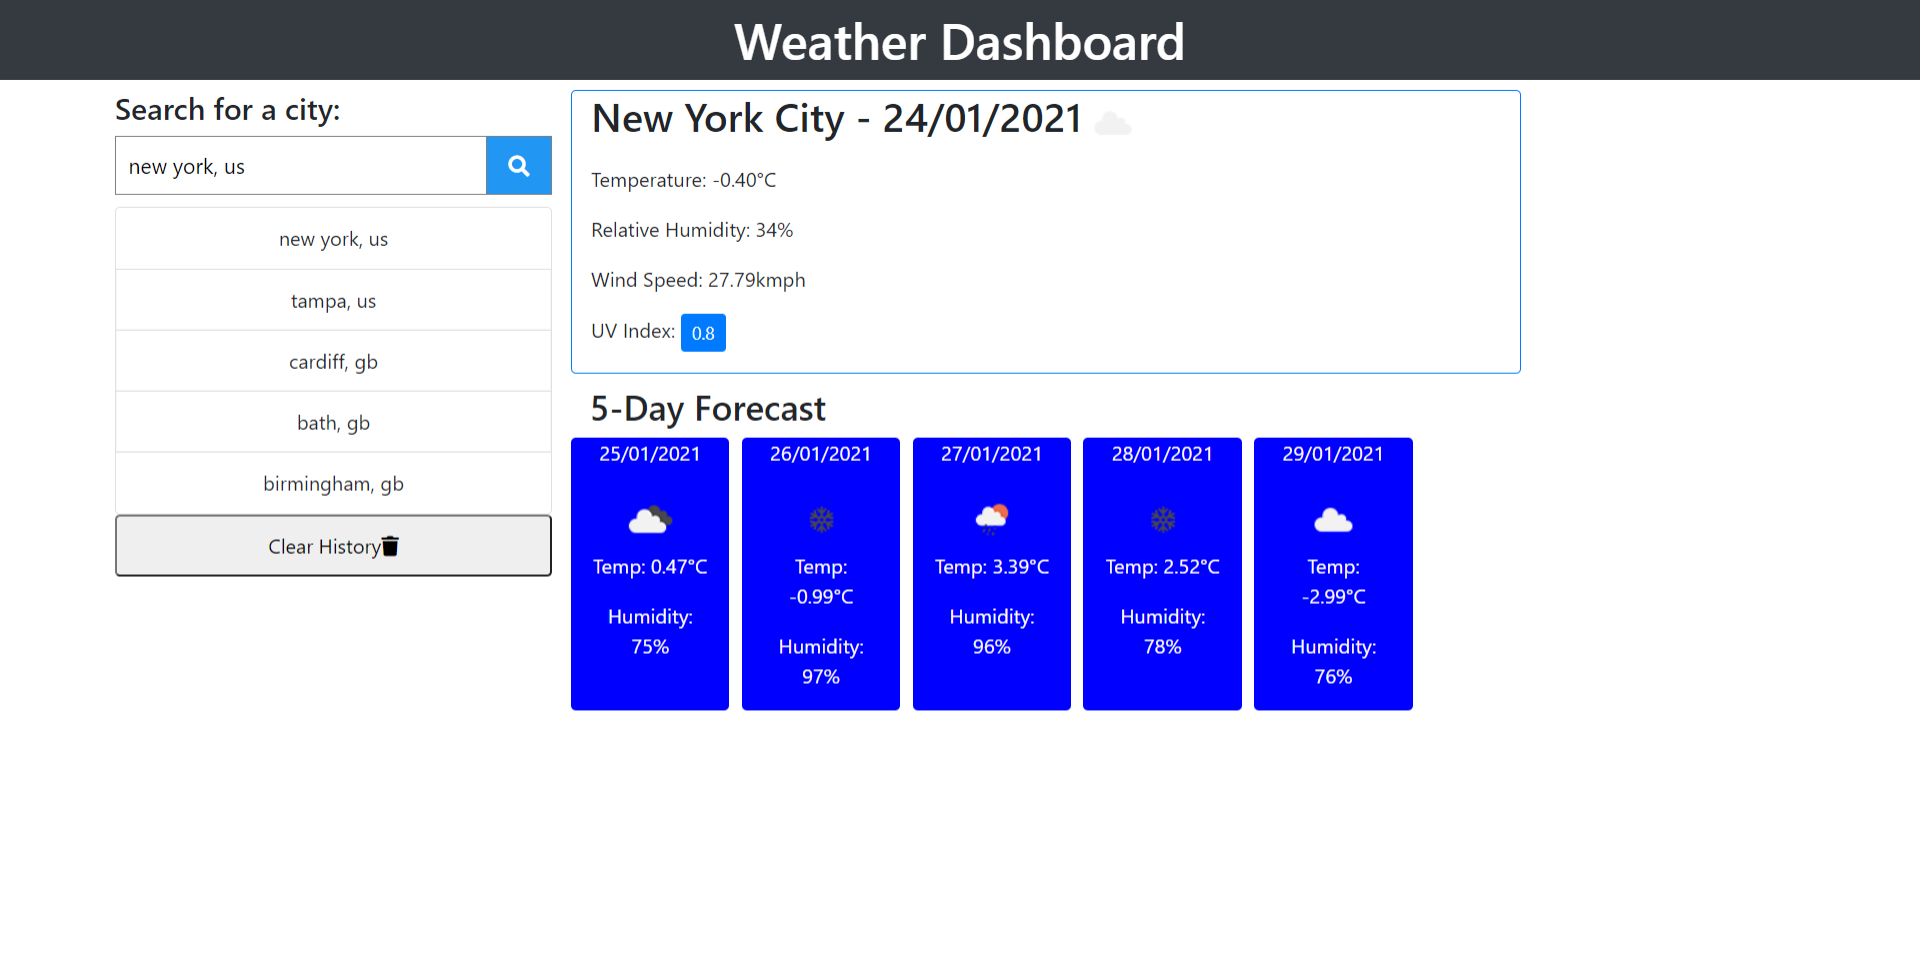 Weather Dashboard
Search for a city:
new york, us
new york, us
tampa, us
cardiff, gb
bath, gb
birmingham, gb
Clear History
New York City - 24/01/2021
Temperature: -0.40°C
Relative Humidity: 34%
Wind Speed: 27.79kmph
UV Index: 0.8
5-Day Forecast
25/01/2021
Temp: 0.47°C
Humidity:
75%
26/01/2021
Temp:
-0.99°C
Humidity:
97%
27/01/2021
Temp: 3.39°C
Humidity:
96%
28/01/2021
Temp: 2.52°C
Humidity:
78%
29/01/2021
Temp:
-2.99°C
Humidity:
76%